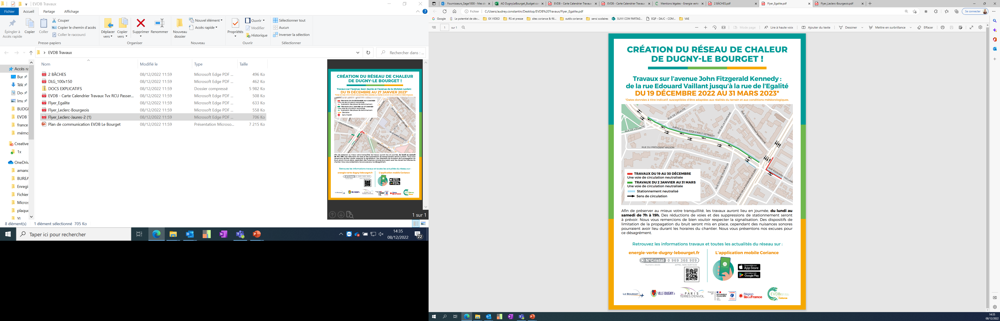 EVDB Travaux
Fichier Accueil Partage Affichage
Épingler à Accès rapide
Copier
Coller
Couper
Copier le chemin d'accès
Coller le raccourci
Presse-papiers
Déplacer vers
Copier vers
Supprimer
Renommer
Organiser
Nouveau dossier
Nouvel élément
Accès rapide
Nouveau
Propriétés
Ouvrir
Modifier
Historique
Ouvrir
Sélectionner tout
Aucun
Inverser la sélection
Sélectionner
EVDB Travaux
Rechercher dans : ...
Nom Modifié le Type Taille
2 BÂCHES 08/12/2022 11:59 Microsoft Edge PDF ... 496 Ko
DLG_100x150 08/12/2022 11:59 Microsoft Edge PDF ... 462 Ko
DOCS EXPLICATIFS 08/12/2022 11:59 Dossier compressé 5 982 Ko
EVDB - Carte Calendrier Travaux Tvx RCU Passer... 08/12/2022 11:59 Microsoft Edge PDF ... 508 Ko
Flyer_Egalite 08/12/2022 11:59 Microsoft Edge PDF ... 633 Ko
Flyer_Leclerc-Bourgeois 08/12/2022 11:59 Microsoft Edge PDF ... 558 Ko
Flyer_Leclerc-Jaures-2 (1) 08/12/2022 11:59 Microsoft Edge PDF ... 706 Ko
Plan de communication EVDB Le Bourget 08/12/2022 11:59 Présentation Microso... 7 215 Ko
Accès ra
Bur
Télé
Do
Ima
BUDGI
EVDB
france
mémo
Creative
1x
OneDriv
amanc
BUREA
Enregi
Fichier
Micros
plaque
CRÉATION DU RÉSEAU DE CHALEUR
DE DUGNY-LE BOURGET !
Travaux sur l'avenue Jean Jaurès et l'avenue de la Division Leclerc
DU 19 DÉCEMBRE AU 27 JANVIER 2023*
Retrouvez les informations travaux et toutes les actualités du réseau sur :
energie-verte-dugny-lebourget.fr
L'application mobile Coriance
1 sur 1
8 élément(s) 1 élément sélectionné 705 Ko
Taper ici pour rechercher
14:35
08/12/2022
22
Fournisseurs_Sage1000 - Mes de
AO DugnyLeBourget_Budget co
EVDB - Carte Calendrier Travaux
EVDB - Carte Calendrier Travaux
Mentions légales - Energie verte
2 BÂCHES.pdf
Flyer_Egalite.pdf
Flyer_Leclerc-Bourgeois.pdf
Fichier C:/Users/audrey.constantin/Desktop/EVDB%20Travaux/Flyer_Egalite.pdf
Se connecter
Google Le potentiel de dév... EX VIDEO RS et presse sites coriance & fili... outils coriance sensi scolaires SUIVI COM PARTAG... EQP - DAJC - COM... VAE
1 sur 1 Mode page Lire à haute voix Ajouter du texte Dessiner Mettre en surbrillance Effacer
CRÉATION DU RÉSEAU DE CHALEUR
DE DUGNY-LE BOURGET !
Travaux sur l'avenue John Fitzgerald Kennedy :
de la rue Edouard Vaillant jusqu'à la rue de l'Egalité
DU 19 DÉCEMBRE 2022 AU 31 MARS 2023*
*Dates données à titre indicatif, susceptibles d'être adaptées aux réalités du terrain et aux conditions météorologiques.
RUE DE L'ÉGALITÉ
RUE DE L'ÉGALITÉ
AVENUE JOHN FITZGERALD KENNEDY
RUE DE LA FONTAINE
RUE DU COMMANDANT BARROCHE
RUE DU PRÉSIDENT WILSON
RUE DU DOCTEUR ROUX
AVENUE DE LA DIVISION LECLERC
RUE ÉDOUARD VAILLANT
TRAVAUX DU 19 AU 30 DÉCEMBRE
Une voie de circulation neutralisée
TRAVAUX DU 2 JANVIER AU 31 MARS
Une voie de circulation neutralisée
Stationnement neutralisé
Sens de circulation
Afin de préserver au mieux votre tranquillité, les travaux auront lieu en journée, du lundi au
samedi de 7h à 19h. Des réductions de voies et des suppressions de stationnement seront
à prévoir. Nous vous remercions de bien vouloir respecter la signalisation. Des dispositifs de
limitation de la propagation du bruit seront mis en place, cependant des nuisances sonores
pourraient avoir lieu durant les horaires du chantier. Nous vous présentons nos excuses pour
ce désagrément.
Retrouvez les informations travaux et toutes les actualités du réseau sur :
energie-verte-dugny-lebourget.fr
N°Cristal 0 969 368 909
Numéro dédié APPEL NON SURTAXE
L'application mobile Coriance
Disponible sur App Store
DISPONIBLE SUR Google Play
LE BOURGET
VILLE-DUGNY.fr
PARIS TERRES D'ENVOL
Financé par
RÉPUBLIQUE FRANÇAISE
ADEME
Région îledeFrance
EVDB
Coriance
14:35
08/12/2022